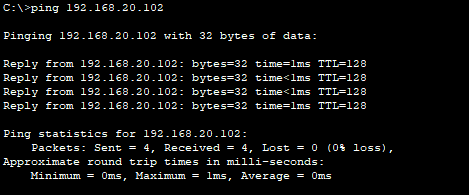 C:\>ping 192.168.20.102
Pinging 192.168.20.102 with 32 bytes of data:
Reply from 192.168.20.102: bytes=32 time=1ms TTL=128
Reply from 192.168.20.102: bytes=32 time<1ms TTL=128
Reply from 192.168.20.102: bytes=32 time<1ms TTL=128
Reply from 192.168.20.102: bytes=32 time=1ms TTL=128
Ping statistics for 192.168.20.102:
Packets: Sent = 4, Received = 4, Lost = 0 (0% loss),
Approximate round trip times in milli-seconds:
Minimum = 0ms, Maximum = 1ms, Average = 0ms